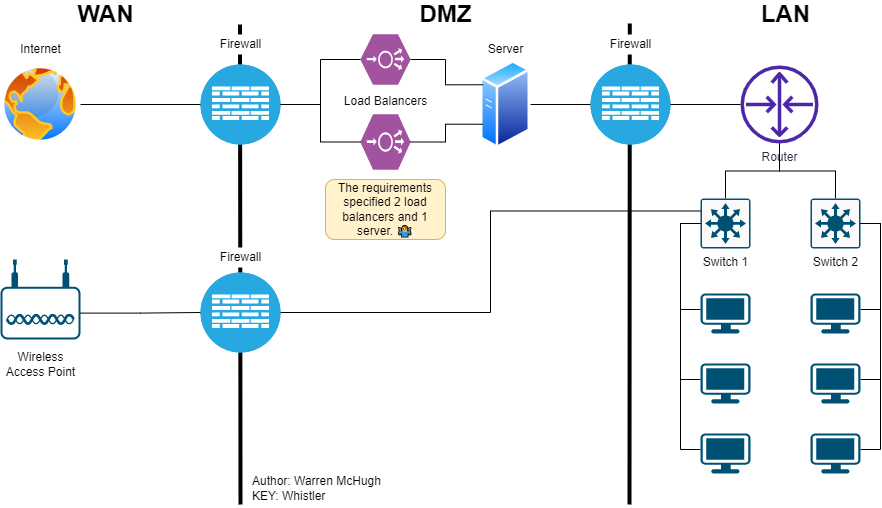 WAN
DMZ
LAN
Internet
Firewall
Server
Firewall
Load Balancers
Router
The requirements
specified 2 load
balancers and 1
server. 🤷
Switch 1
Switch 2
Firewall
Wireless
Access Point
Author: Warren McHugh
KEY: Whistler